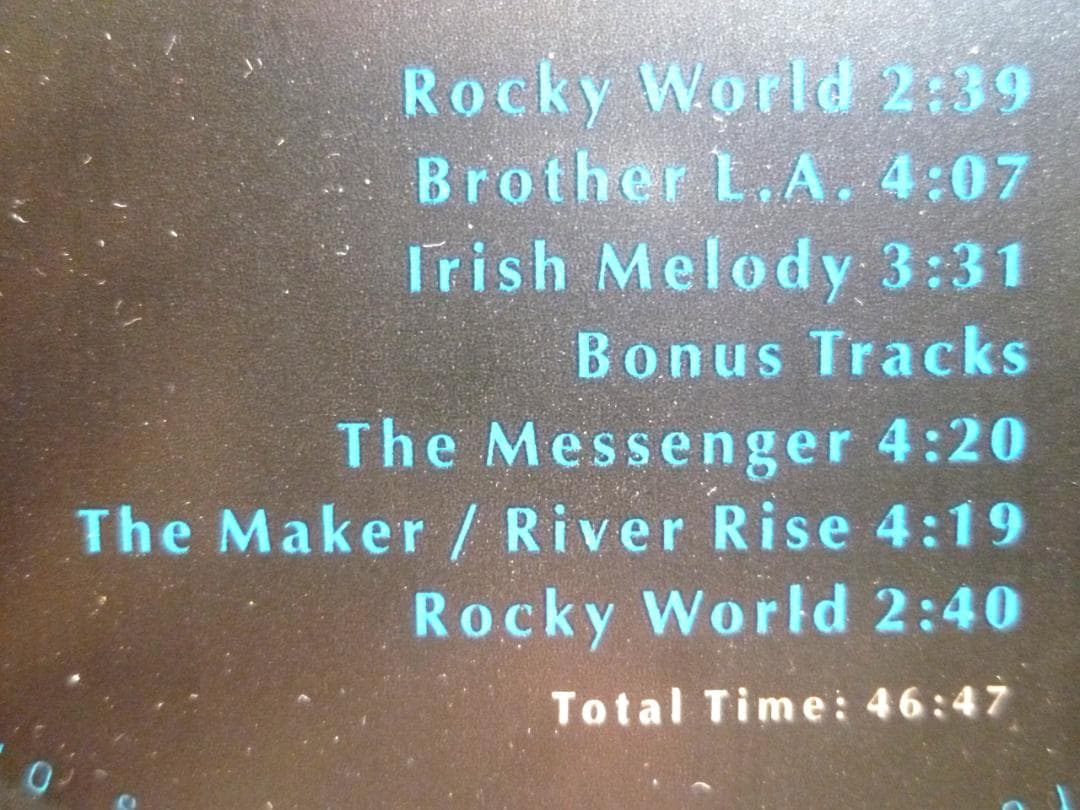 Rocky World 2:39
Brother L.A. 4:07
Irish Melody 3:31
Bonus Tracks
The Messenger 4:20
The Maker / River Rise 4:19
Rocky World 2:40
Total Time: 46:47